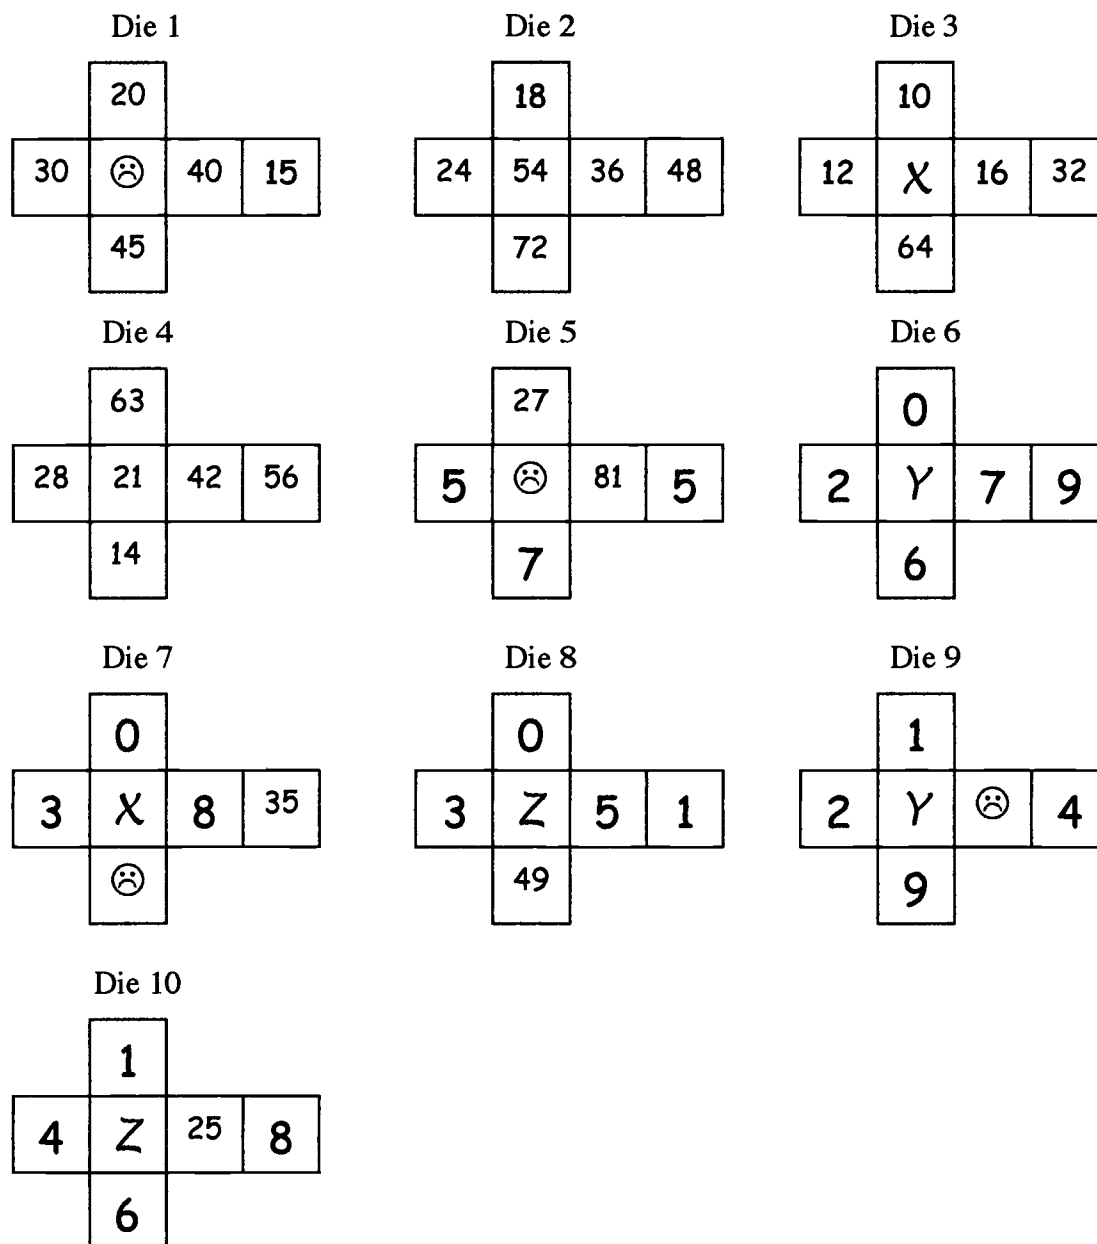 Die 1 Die 2 Die 3
20 18 10
30 ☹ 40 15 24 54 36 48 12 X 16 32
45 72 64
Die 4 Die 5 Die 6
63 27 0
28 21 42 56 5 ☹ 81 5 2 Y 7 9
14 7 6
Die 7 Die 8 Die 9
0 0 1
3 X 8 35 3 Z 5 1 2 Y ☹ 4
☹ 49 9
Die 10
1
4 Z 25 8
6